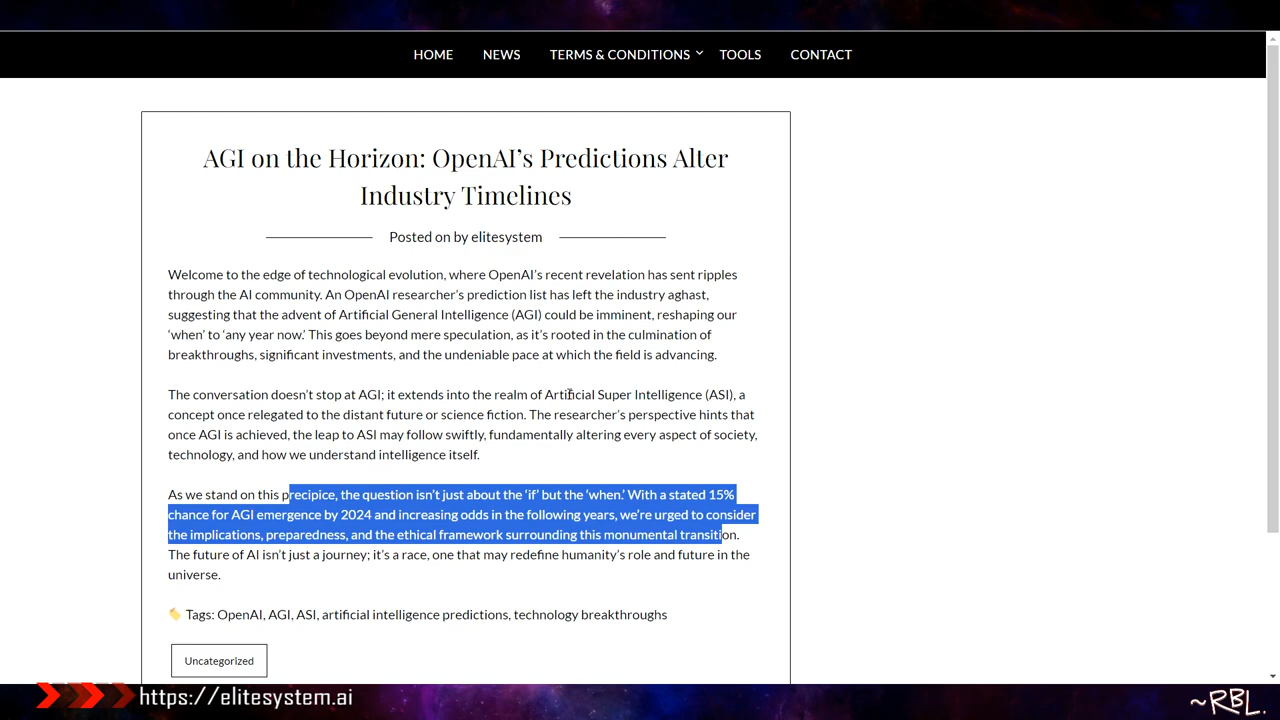 HOME NEWS TERMS & CONDITIONS TOOLS CONTACT
AGI on the Horizon: OpenAI’s Predictions Alter
Industry Timelines
Posted on by elitesystem
Welcome to the edge of technological evolution, where OpenAI’s recent revelation has sent ripples
through the AI community. An OpenAI researcher’s prediction list has left the industry aghast,
suggesting that the advent of Artificial General Intelligence (AGI) could be imminent, reshaping our
‘when’ to ‘any year now.’ This goes beyond mere speculation, as it’s rooted in the culmination of
breakthroughs, significant investments, and the undeniable pace at which the field is advancing.
The conversation doesn’t stop at AGI; it extends into the realm of Artificial Super Intelligence (ASI), a
concept once relegated to the distant future or science fiction. The researcher’s perspective hints that
once AGI is achieved, the leap to ASI may follow swiftly, fundamentally altering every aspect of society,
technology, and how we understand intelligence itself.
As we stand on this precipice, the question isn’t just about the ‘if’ but the ‘when.’ With a stated 15%
chance for AGI emergence by 2024 and increasing odds in the following years, we’re urged to consider
the implications, preparedness, and the ethical framework surrounding this monumental transition.
The future of AI isn’t just a journey; it’s a race, one that may redefine humanity’s role and future in the
universe.
Tags: OpenAI, AGI, ASI, artificial intelligence predictions, technology breakthroughs
Uncategorized
https://elitesystem.ai
~RBL.